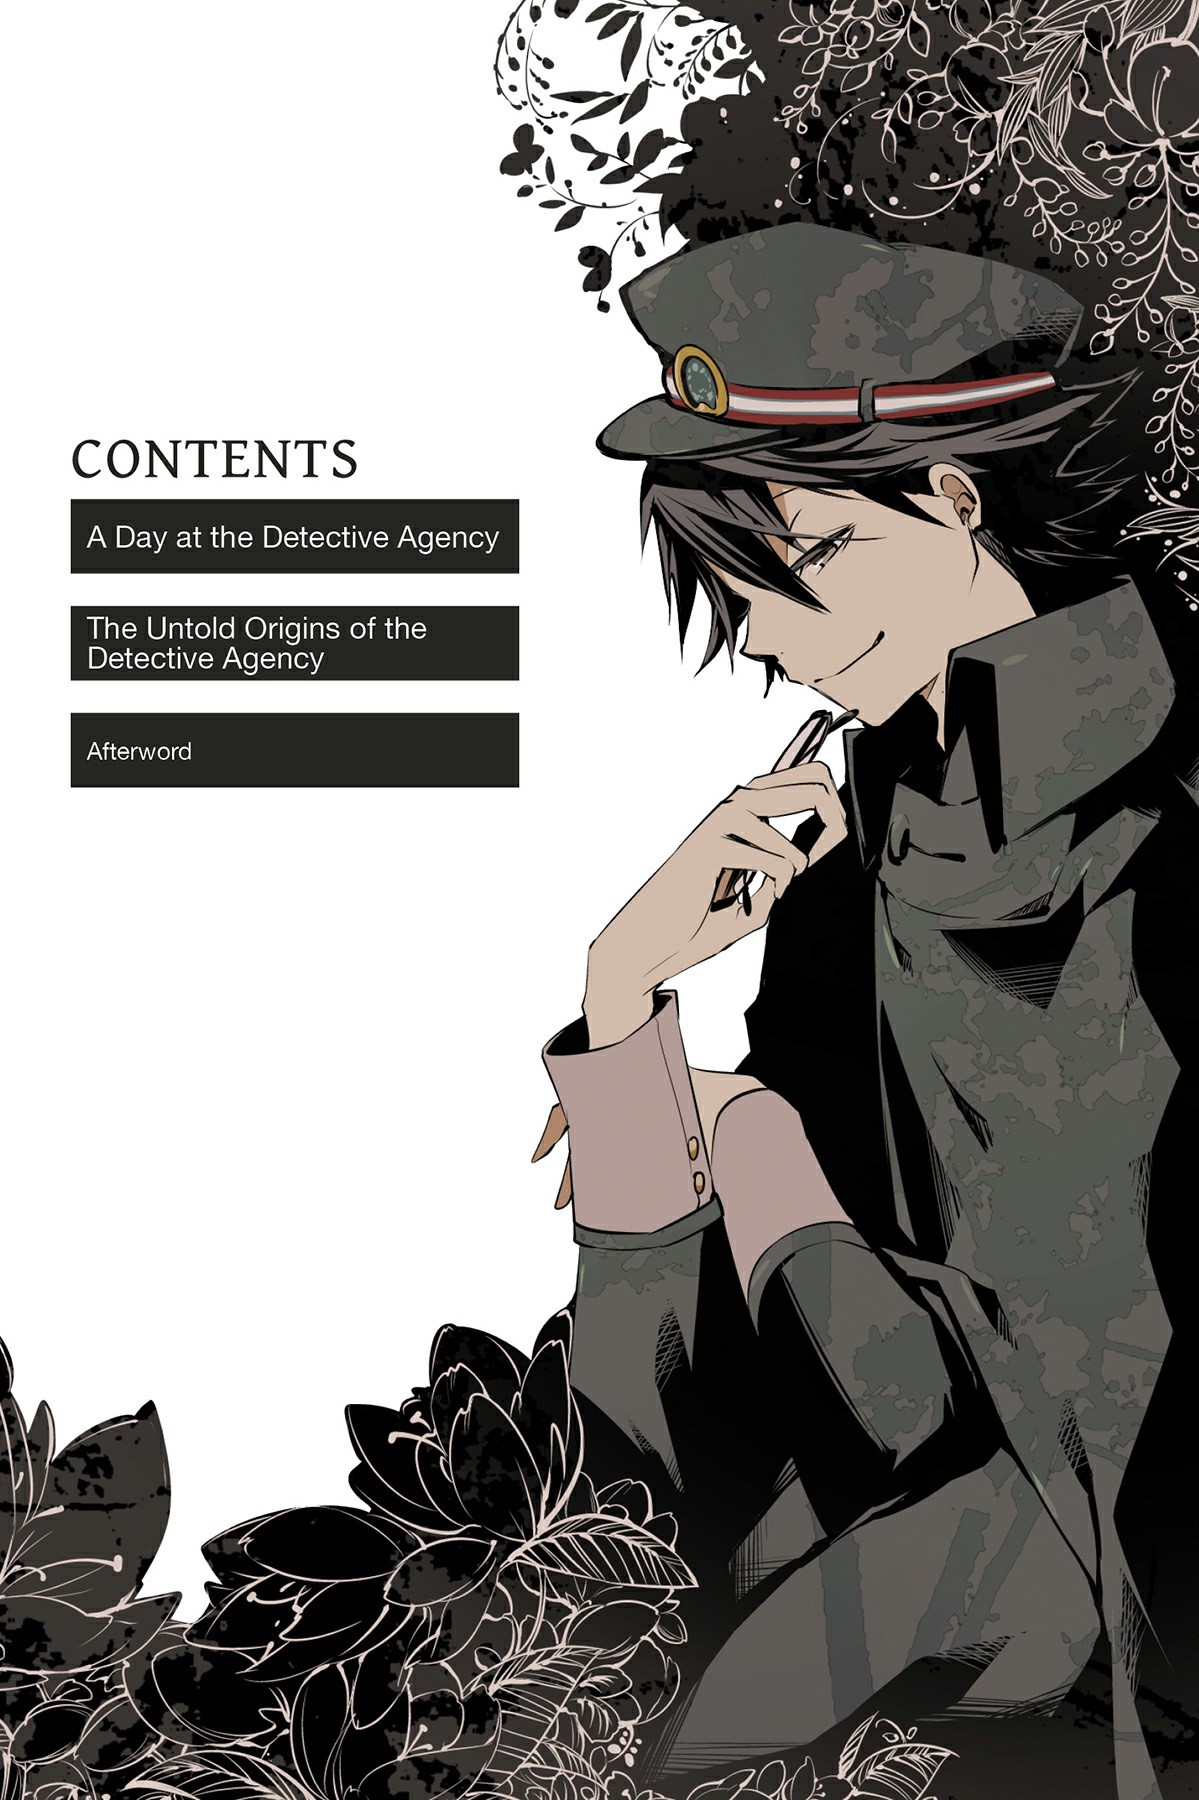 CONTENTS
A Day at the Detective Agency
The Untold Origins of the
Detective Agency
Afterword